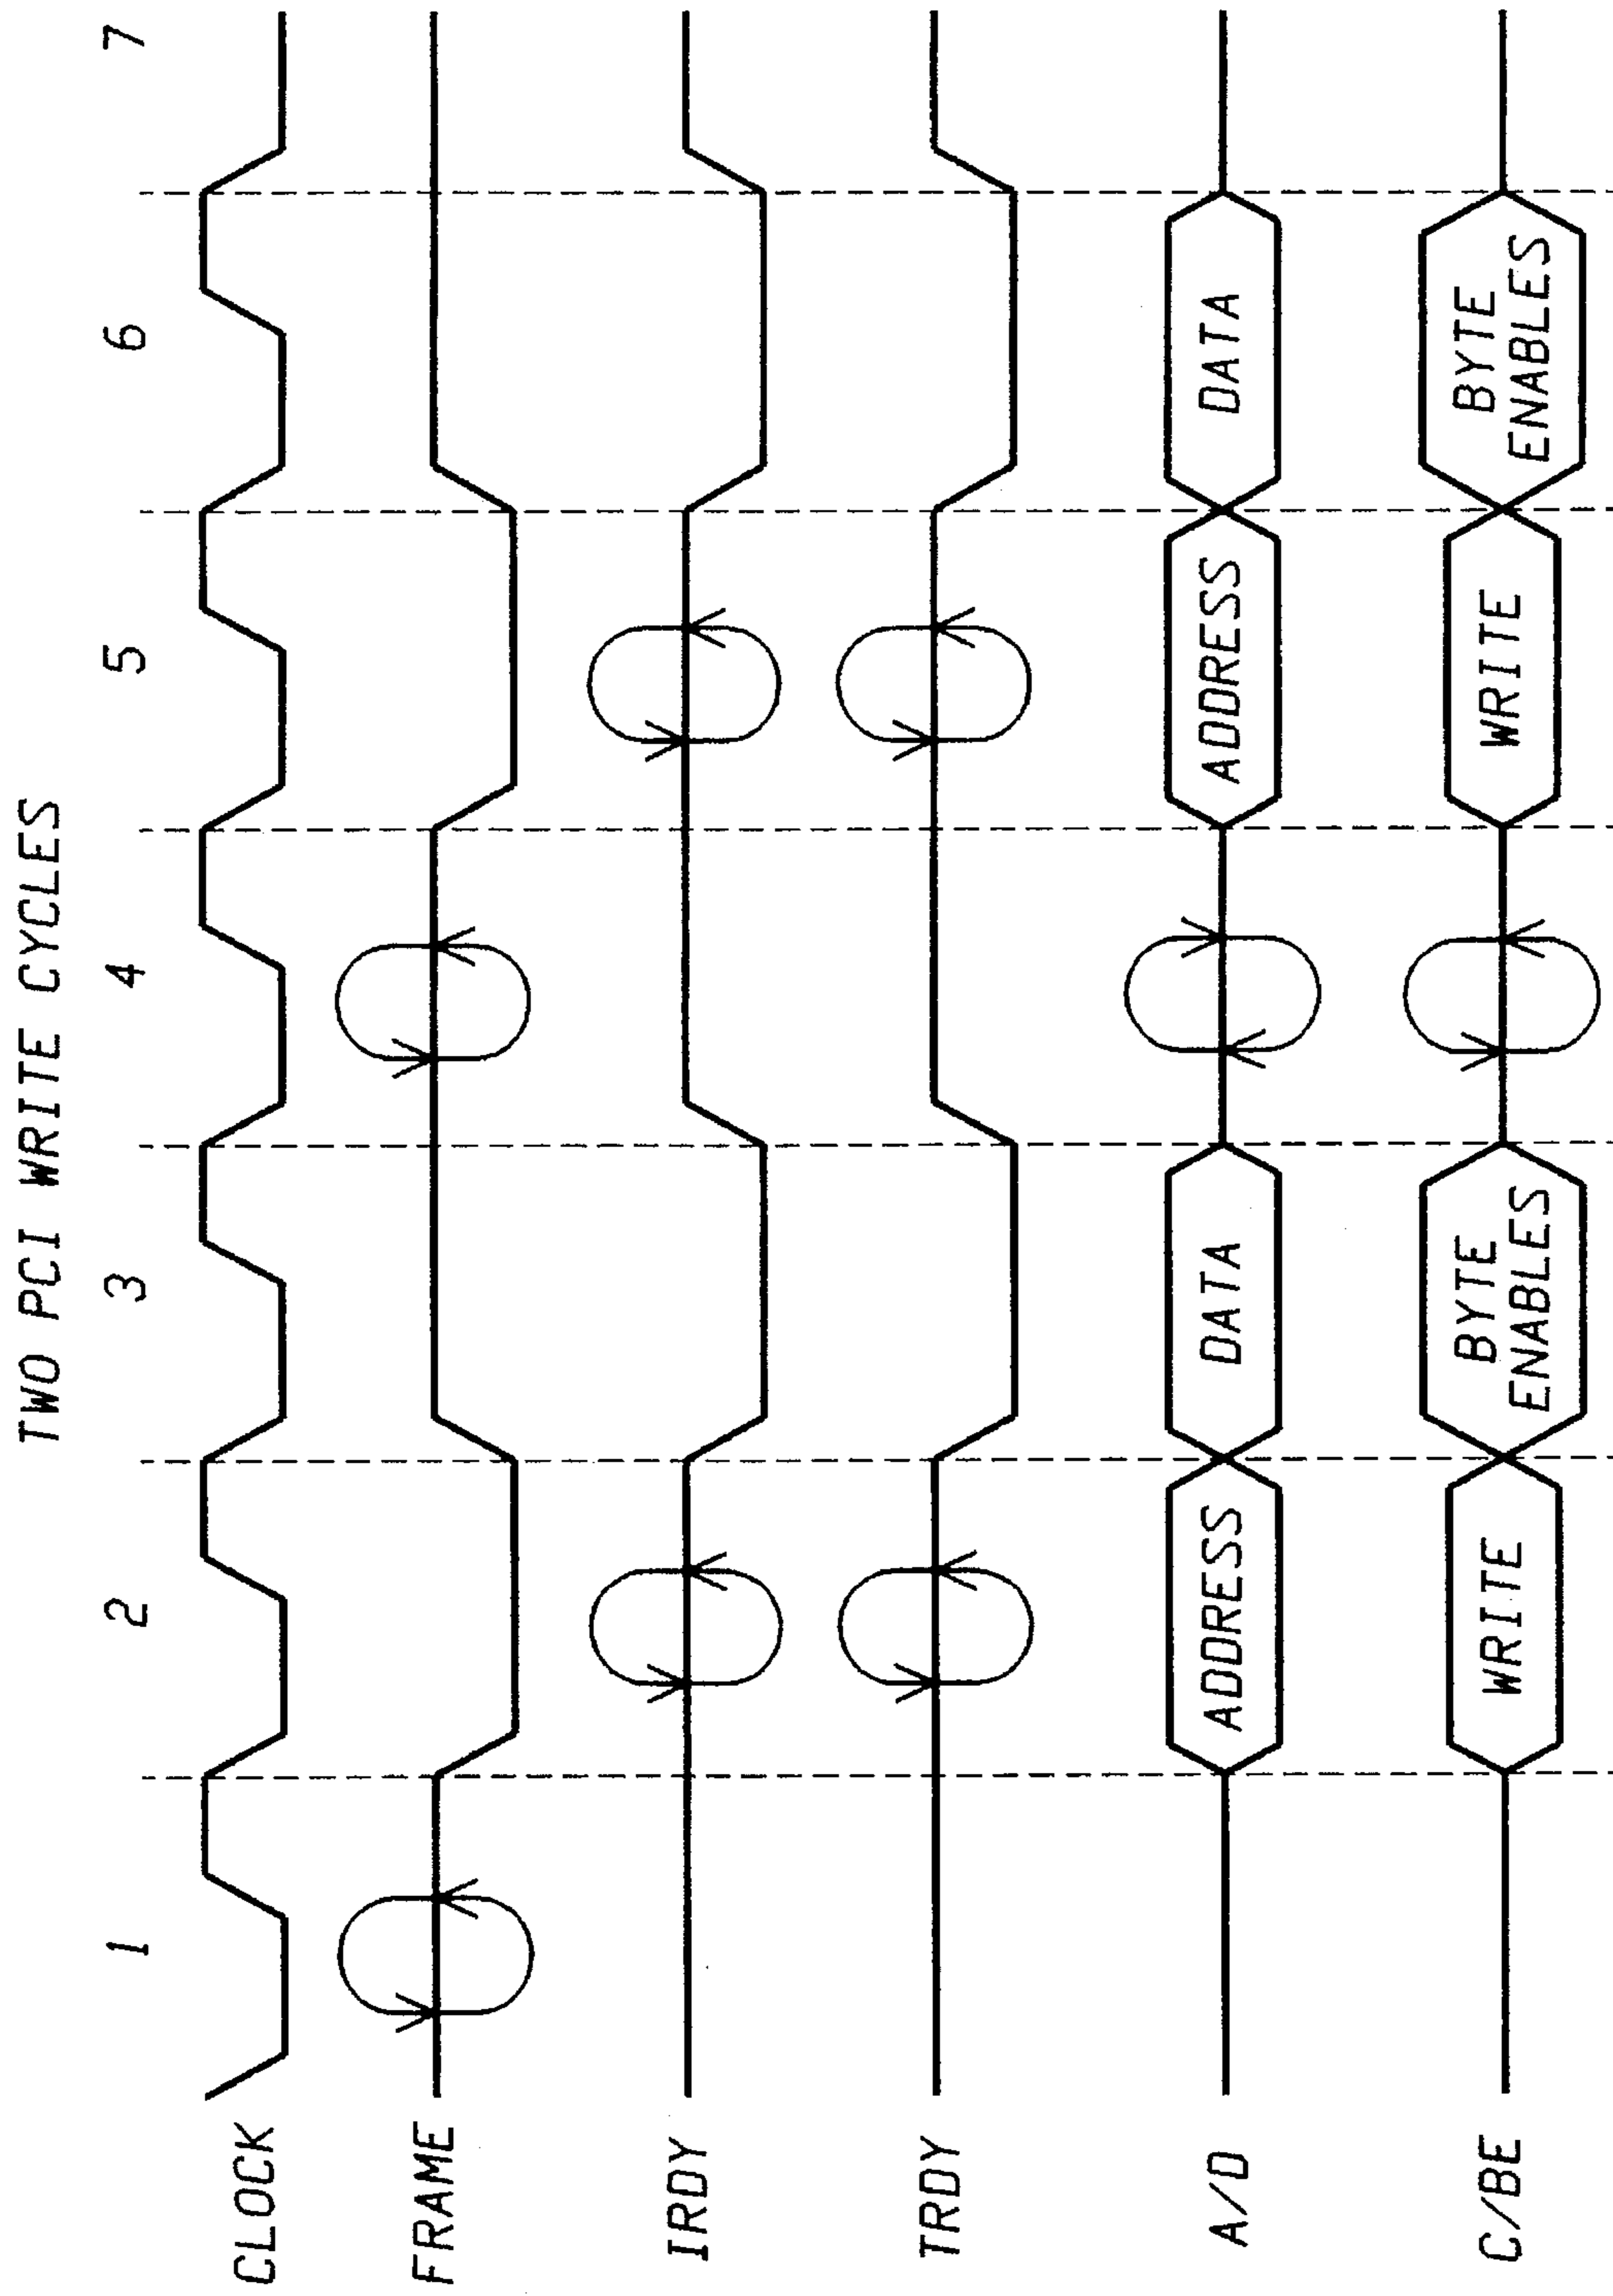 TWO PCI WRITE CYCLES
1 2 3 4 5 6 7
CLOCK
FRAME
IRDY
TRDY
A/D ADDRESS DATA ADDRESS DATA
C/BE WRITE BYTE ENABLES WRITE BYTE ENABLES